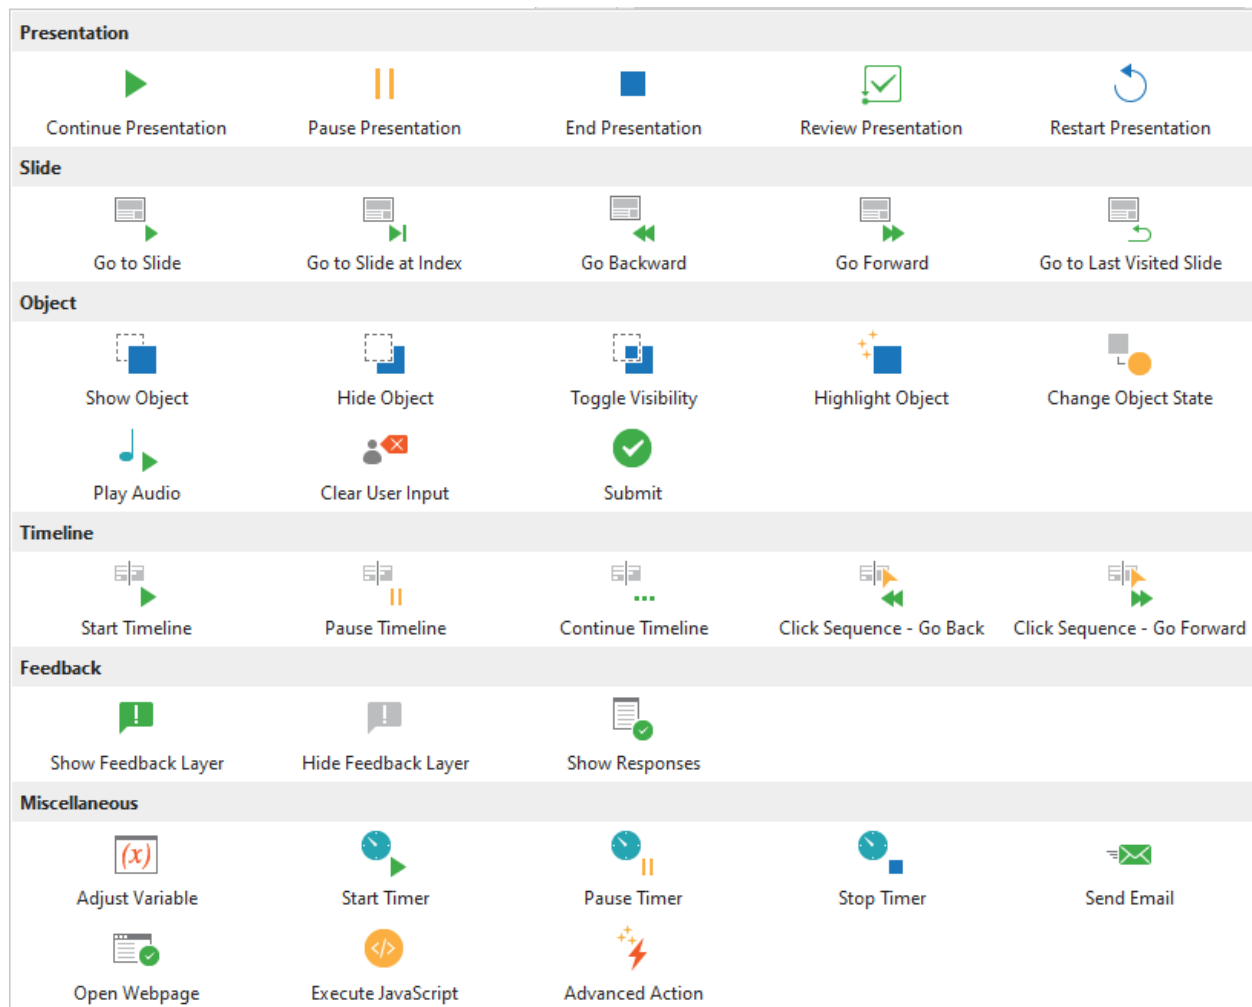 Presentation
Continue Presentation
Pause Presentation
End Presentation
Review Presentation
Restart Presentation
Slide
Go to Slide
Go to Slide at Index
Go Backward
Go Forward
Go to Last Visited Slide
Object
Show Object
Hide Object
Toggle Visibility
Highlight Object
Change Object State
Play Audio
Clear User Input
Submit
Timeline
Start Timeline
Pause Timeline
Continue Timeline
Click Sequence - Go Back
Click Sequence - Go Forward
Feedback
Show Feedback Layer
Hide Feedback Layer
Show Responses
Miscellaneous
(x)
Adjust Variable
Start Timer
Pause Timer
Stop Timer
Send Email
</>
Open Webpage
Execute JavaScript
Advanced Action